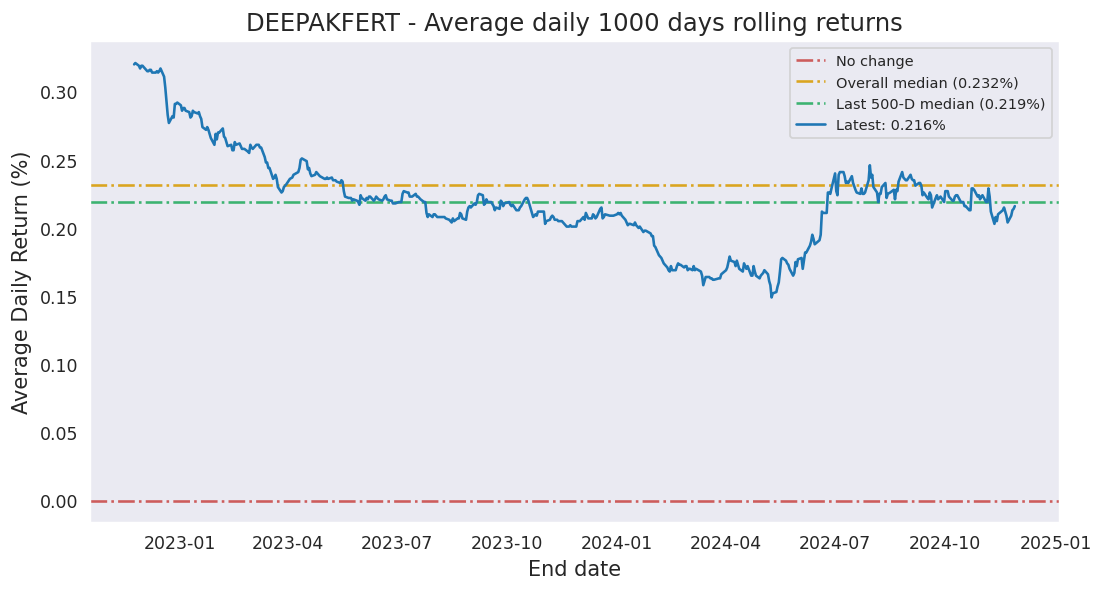 DEEPAKFERT - Average daily 1000 days rolling returns
No change
Overall median (0.232%)
Last 500-D median (0.219%)
Latest: 0.216%
Average Daily Return (%)
0.30
0.25
0.20
0.15
0.10
0.05
0.00
2023-01 2023-04 2023-07 2023-10 2024-01 2024-04 2024-07 2024-10 2025-01
End date